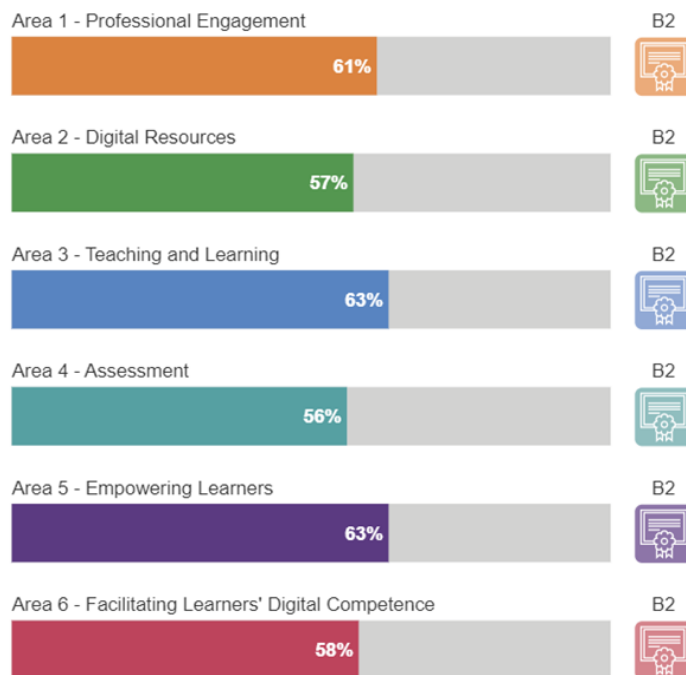 Area 1 - Professional Engagement B2
61%
Area 2 - Digital Resources B2
57%
Area 3 - Teaching and Learning B2
63%
Area 4 - Assessment B2
56%
Area 5 - Empowering Learners B2
63%
Area 6 - Facilitating Learners' Digital Competence B2
58%